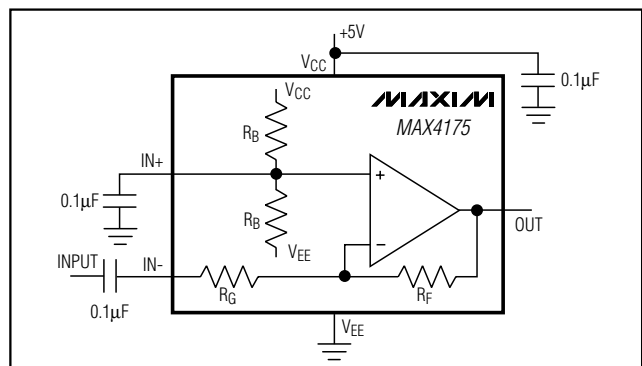 +5V
VCC
0.1µF
VCC
MAXIM
MAX4175
RB
IN+
0.1µF
RB
VEE
OUT
INPUT
IN-
RG
RF
0.1µF
VEE
+
−